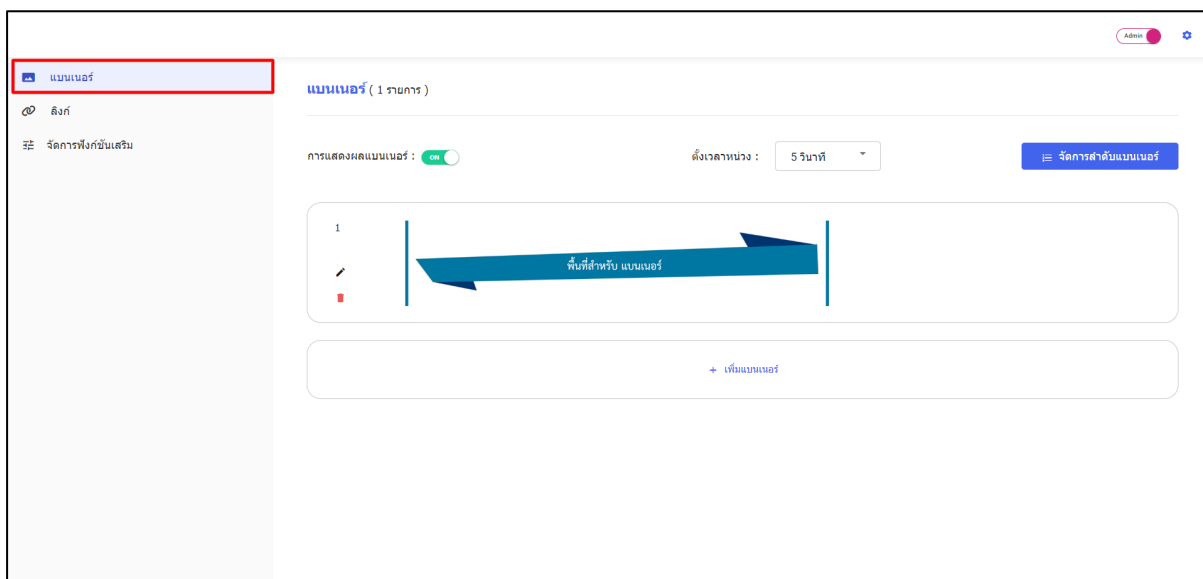 Admin
แบนเนอร์
ลิงก์
จัดการฟังก์ชันเสริม
แบนเนอร์ ( 1 รายการ )
การแสดงผลแบนเนอร์ : ON
ตั้งเวลาหน่วง : 5 วินาที
จัดการลำดับแบนเนอร์
1
พื้นที่สำหรับ แบนเนอร์
+ เพิ่มแบนเนอร์